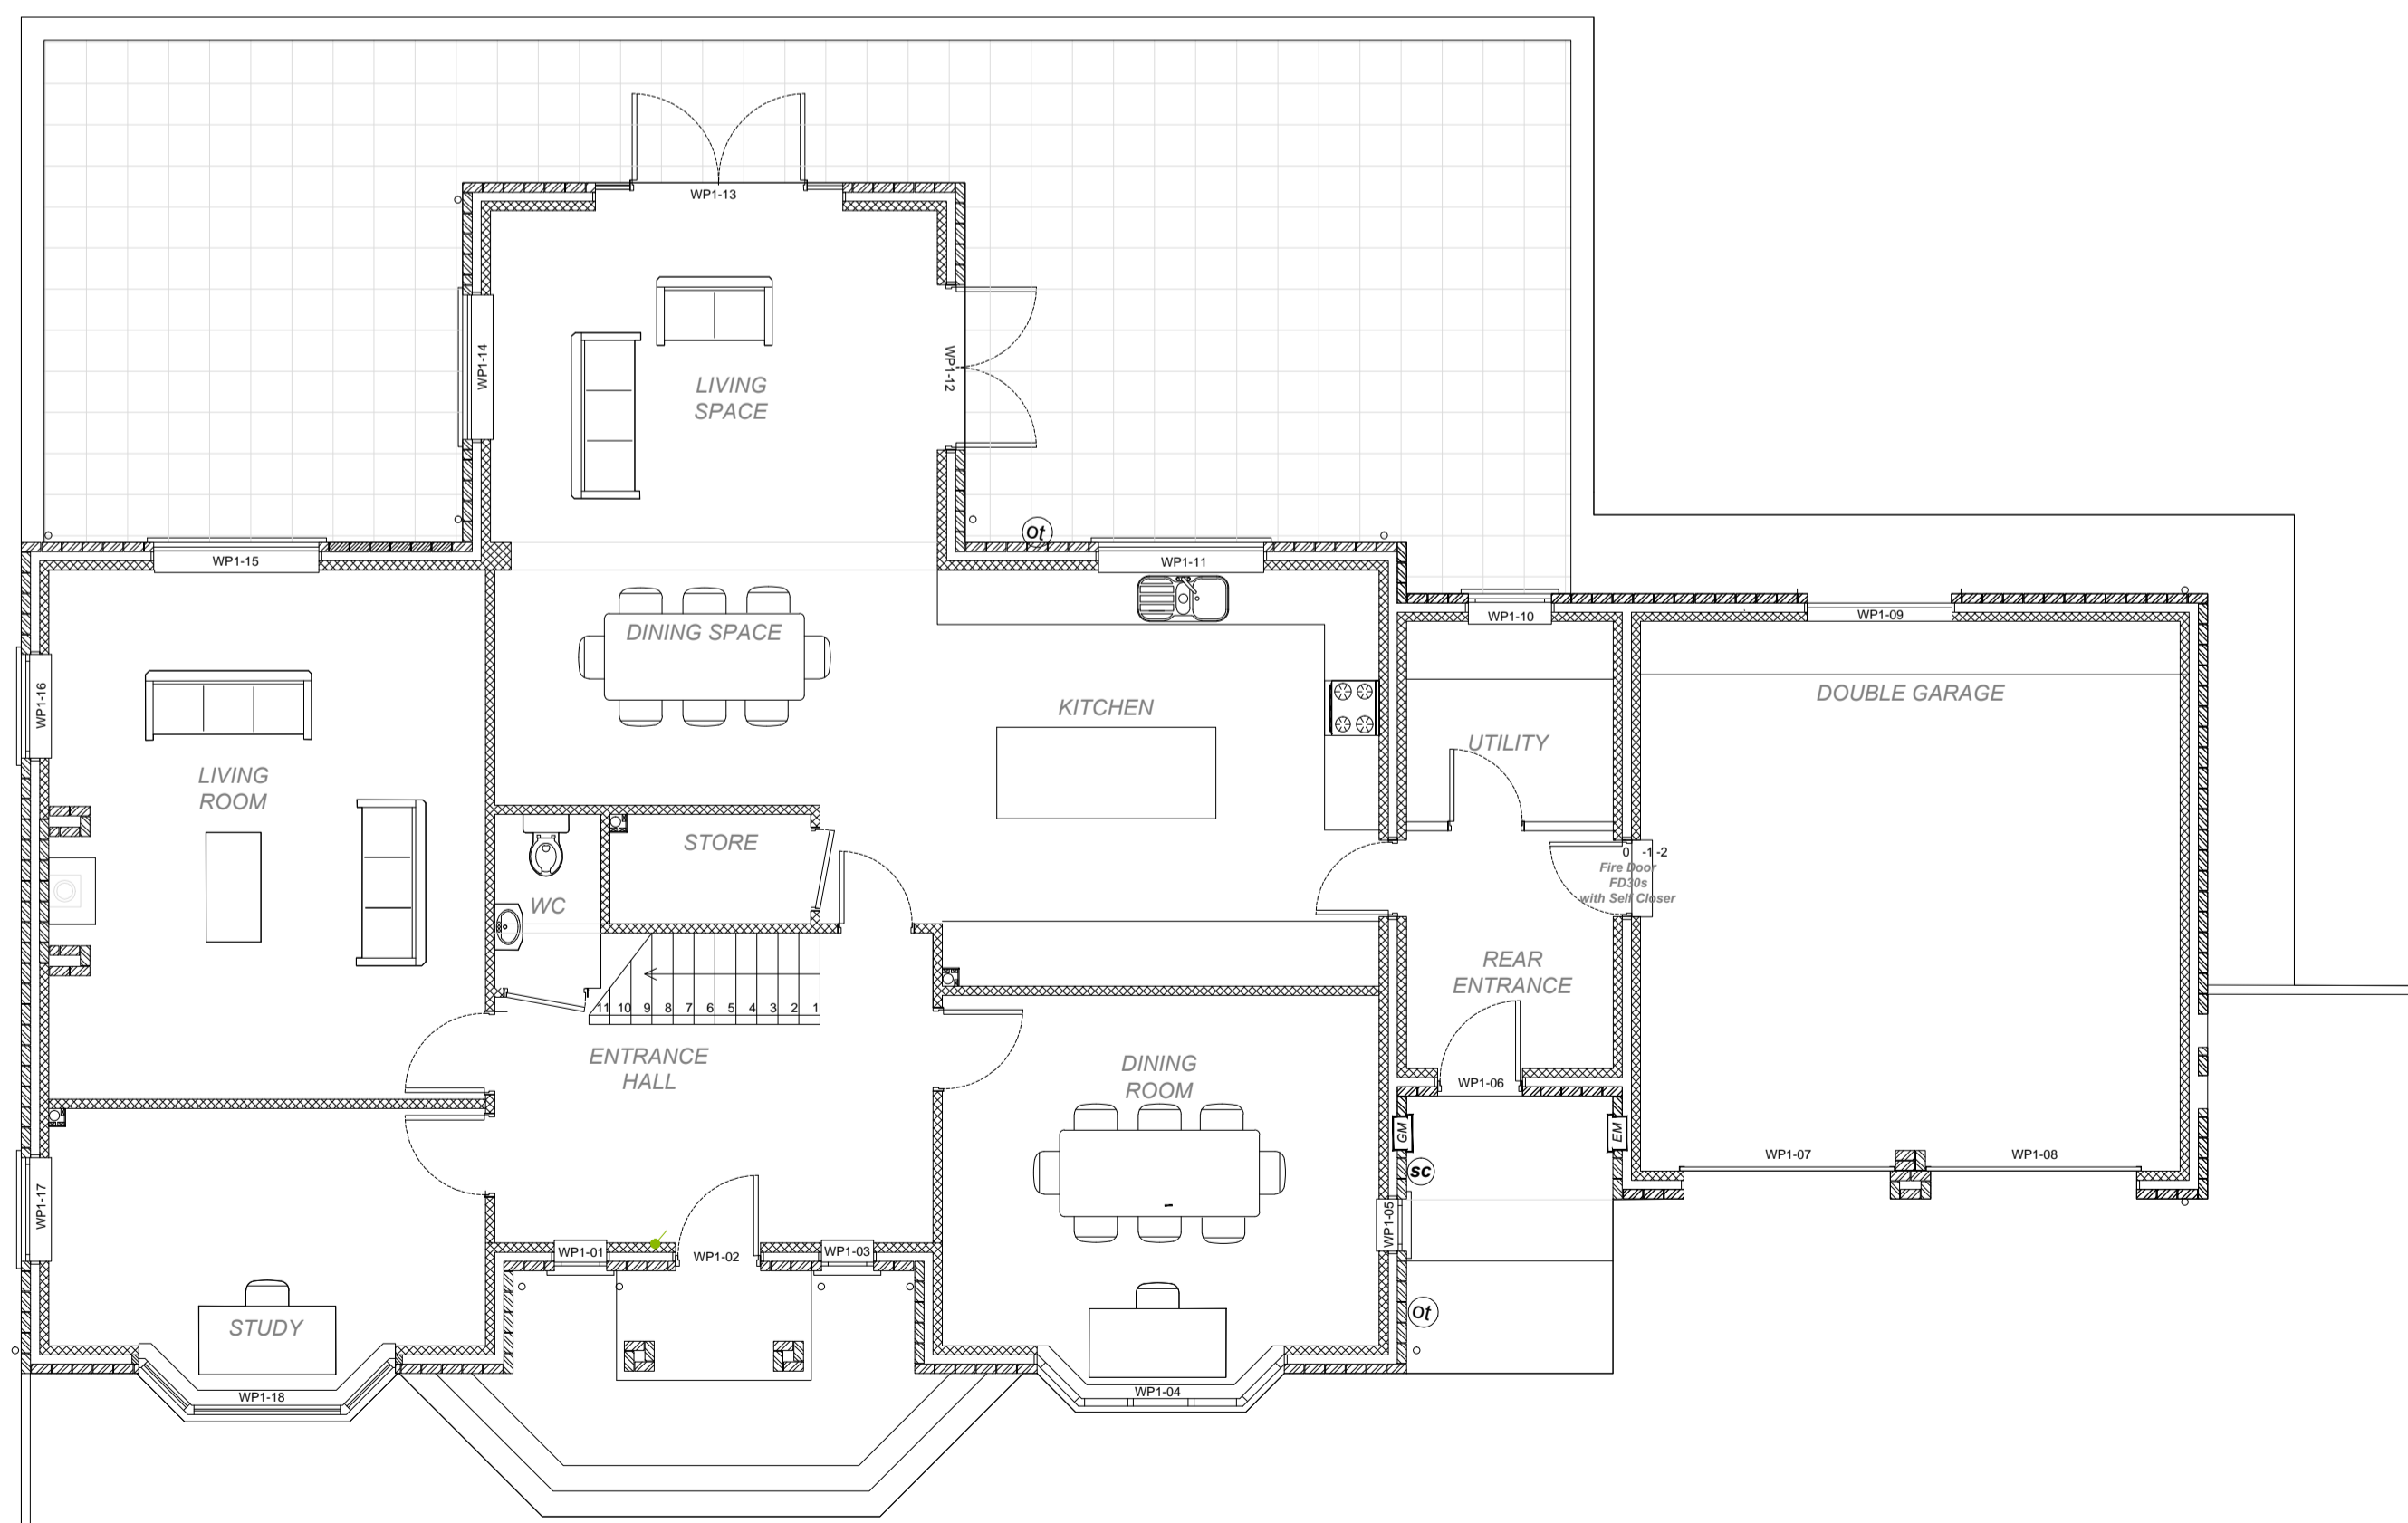 WP1-13
WP1-14
LIVING
SPACE
WP1-12
Ot
WP1-15
WP1-11
WP1-10
WP1-09
DINING SPACE
WP1-16
KITCHEN
DOUBLE GARAGE
UTILITY
LIVING
ROOM
STORE
0 -1 -2
Fire Door
FD30s
with Self Closer
WC
REAR
ENTRANCE
11 10 9 8 7 6 5 4 3 2 1
ENTRANCE
HALL
DINING
ROOM
WP1-06
GM
EM
WP1-07
WP1-08
sc
WP1-17
WP1-05
WP1-01
WP1-02
WP1-03
Ot
STUDY
WP1-18
WP1-04